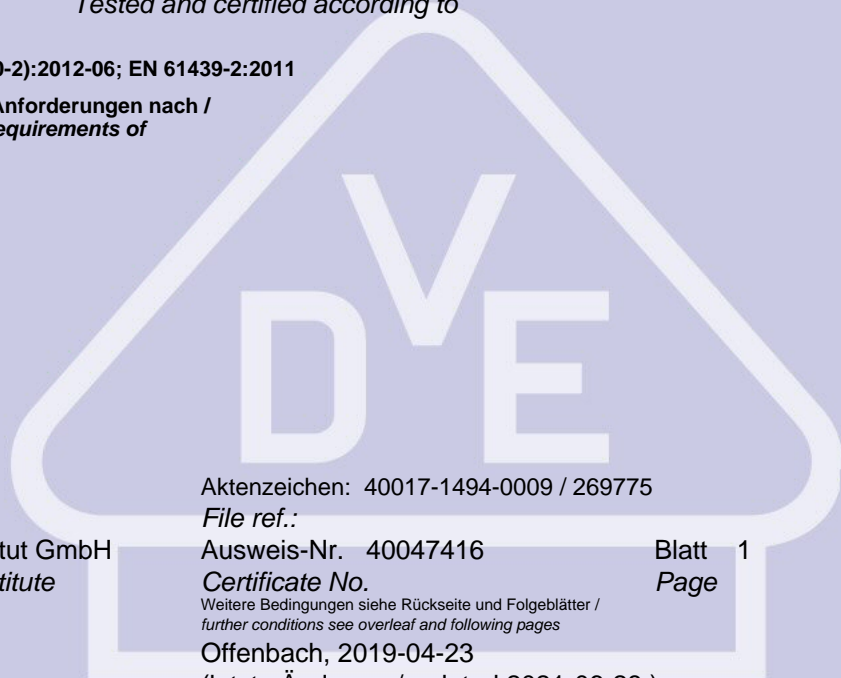 Tested and certified according to
0-2):2012-06; EN 61439-2:2011
Anforderungen nach /
equirements of
VDE
Aktenzeichen: 40017-1494-0009 / 269775
File ref.:
tut GmbH Ausweis-Nr. 40047416 Blatt 1
titute Certificate No. Page
Weitere Bedingungen siehe Rückseite und Folgeblätter /
further conditions see overleaf and following pages
Offenbach, 2019-04-23